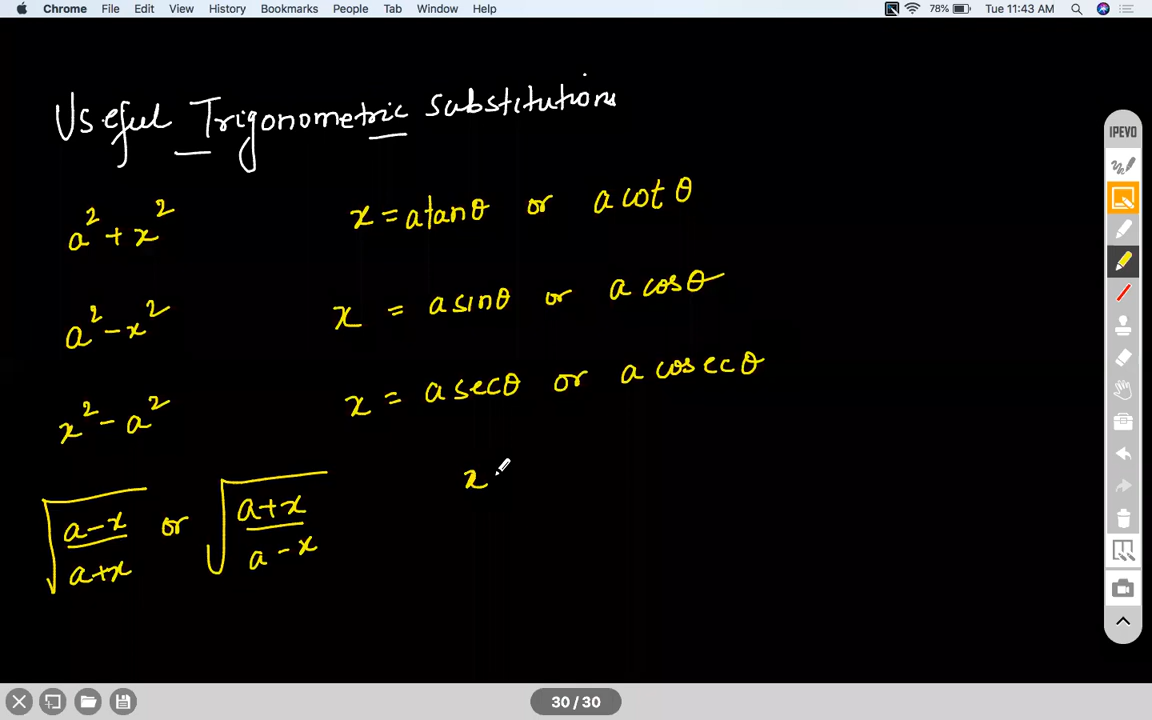 Chrome File Edit View History Bookmarks People Tab Window Help 78% Tue 11:43 AM
Useful Trigonometric Substitutions
a² + x² x = a tanθ or a cot θ
a² - x² x = a sinθ or a cosθ
x² - a² x = a secθ or a cosecθ
√((a-x)/(a+x)) or √((a+x)/(a-x)) x
IPEVO
30 / 30